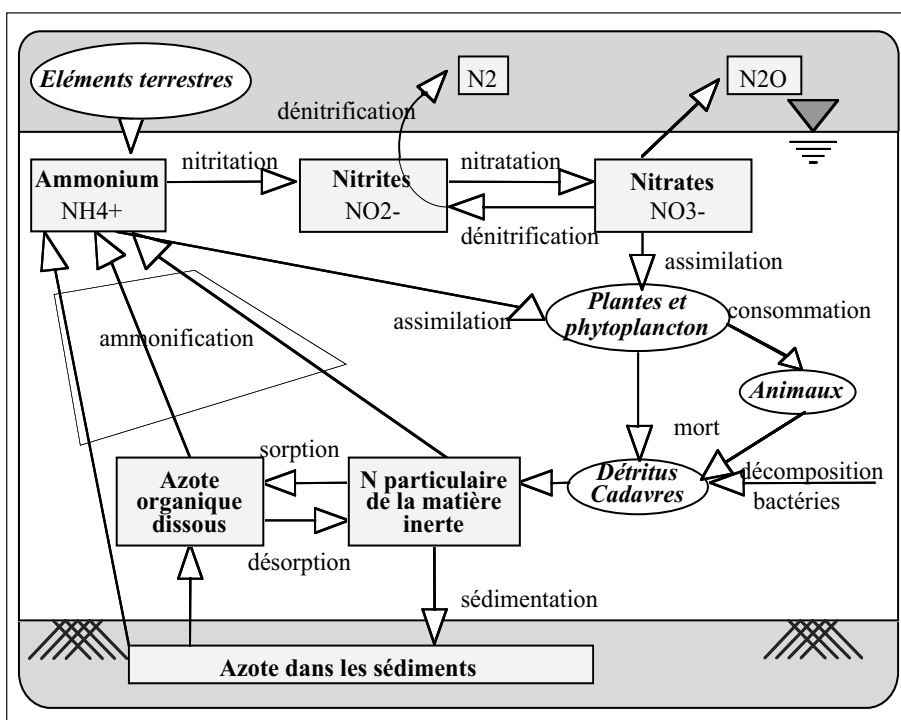 Eléments terrestres
N2
N2O
dénitrification
nitritation
nitratation
Ammonium
NH4+
Nitrites
NO2-
Nitrates
NO3-
dénitrification
assimilation
assimilation
Plantes et
phytoplancton
consommation
ammonification
Animaux
mort
sorption
Azote
organique
dissous
N particulaire
de la matière
inerte
Détritus
Cadavres
décomposition
bactéries
désorption
sédimentation
Azote dans les sédiments